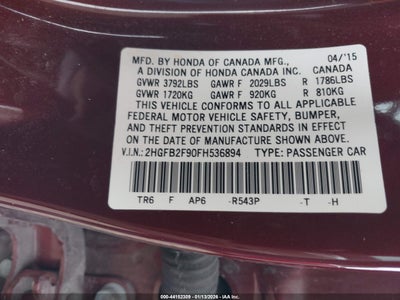 MFD. BY HONDA OF CANADA MFG., 04/'15
A DIVISION OF HONDA CANADA INC. CANADA
GVWR 3792LBS GAWR F 2029LBS R 1786LBS
GVWR 1720KG GAWR F 920KG R 810KG
THIS VEHICLE CONFORMS TO ALL APPLICABLE
FEDERAL MOTOR VEHICLE SAFETY, BUMPER,
AND THEFT PREVENTION STANDARDS IN EFFECT
ON THE DATE OF MANUFACTURE SHOWN ABOVE.
V.I.N.: 2HGFB2F90FH536894 TYPE: PASSENGER CAR
TR6 F AP6 -R543P -T -H
000-44102309 - 01/13/2026 - IAA Inc.